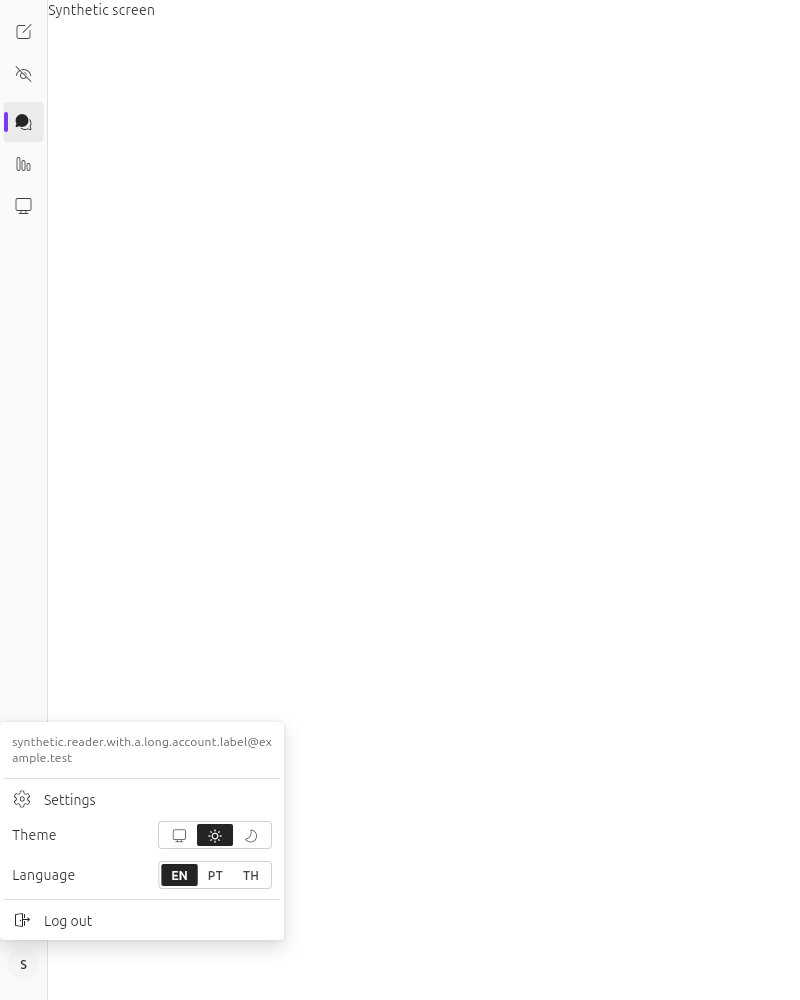 Synthetic screen
synthetic.reader.with.a.long.account.label@ex
ample.test
Settings
Theme
Language
EN PT TH
Log out
S